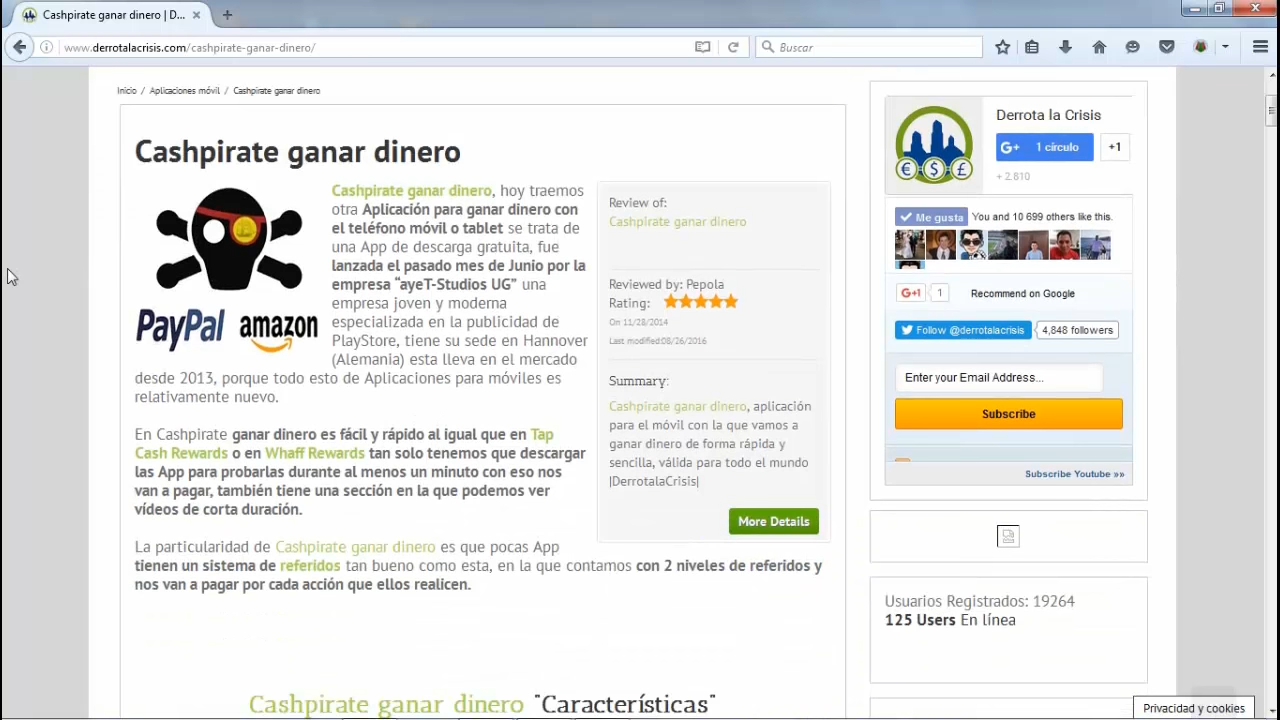 Cashpirate ganar dinero | D...
www.derrotalacrisis.com/cashpirate-ganar-dinero/
Buscar
Inicio / Aplicaciones móvil / Cashpirate ganar dinero
Cashpirate ganar dinero
Cashpirate ganar dinero, hoy traemos
otra Aplicación para ganar dinero con
el teléfono móvil o tablet se trata de
una App de descarga gratuita, fue
lanzada el pasado mes de Junio por la
empresa “ayeT-Studios UG” una
empresa joven y moderna
especializada en la publicidad de
PlayStore, tiene su sede en Hannover
(Alemania) esta lleva en el mercado
desde 2013, porque todo esto de Aplicaciones para móviles es
relativamente nuevo.
PayPal amazon
En Cashpirate ganar dinero es fácil y rápido al igual que en Tap
Cash Rewards o en Whaff Rewards tan solo tenemos que descargar
las App para probarlas durante al menos un minuto con eso nos
van a pagar, también tiene una sección en la que podemos ver
vídeos de corta duración.
La particularidad de Cashpirate ganar dinero es que pocas App
tienen un sistema de referidos tan bueno como esta, en la que contamos con 2 niveles de referidos y
nos van a pagar por cada acción que ellos realicen.
Cashpirate ganar dinero "Características"
Review of:
Cashpirate ganar dinero
Reviewed by: Pepola
Rating:
On 11/28/2014
Last modified:08/26/2016
Summary:
Cashpirate ganar dinero, aplicación
para el móvil con la que vamos a
ganar dinero de forma rápida y
sencilla, válida para todo el mundo
|DerrotalaCrisis|
More Details
Derrota la Crisis
G+ 1 círculo +1
+ 2.810
€ $ £
Me gusta You and 10 699 others like this.
G+1 1 Recommend on Google
Follow @derrotalacrisis 4,848 followers
Enter your Email Address...
Subscribe
Subscribe Youtube »»
Usuarios Registrados: 19264
125 Users En línea
Privacidad y cookies